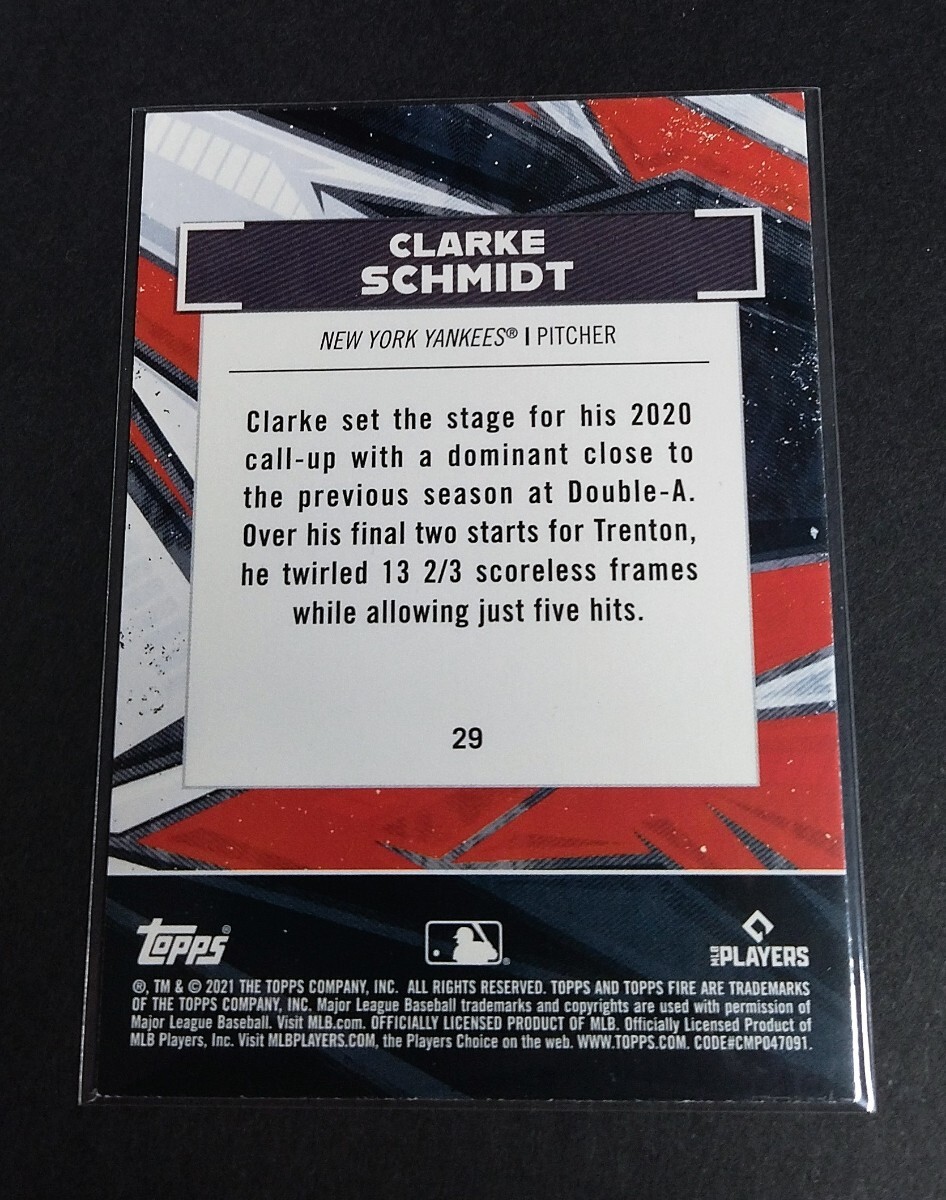 CLARKE
SCHMIDT
NEW YORK YANKEES® | PITCHER
Clarke set the stage for his 2020
call-up with a dominant close to
the previous season at Double-A.
Over his final two starts for Trenton,
he twirled 13 2/3 scoreless frames
while allowing just five hits.
29
topps®
MLB PLAYERS
®, TM & © 2021 THE TOPPS COMPANY, INC. ALL RIGHTS RESERVED. TOPPS AND TOPPS FIRE ARE TRADEMARKS
OF THE TOPPS COMPANY, INC. Major League Baseball trademarks and copyrights are used with permission of
Major League Baseball. Visit MLB.com. OFFICIALLY LICENSED PRODUCT OF MLB. Officially Licensed Product of
MLB Players, Inc. Visit MLBPLAYERS.COM, the Players Choice on the web. WWW.TOPPS.COM. CODE#CMP047091.